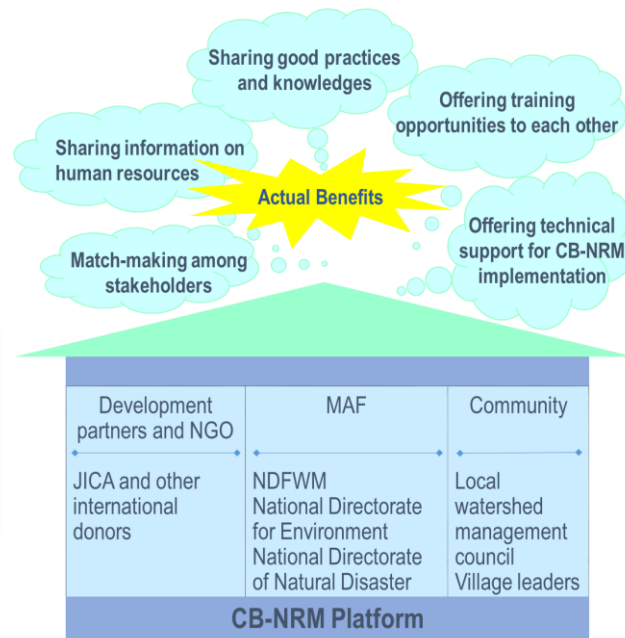 Sharing good practices
and knowledges
Offering training
opportunities to each other
Sharing information on
human resources
Actual Benefits
Offering technical
support for CB-NRM
implementation
Match-making among
stakeholders
Development
partners and NGO
JICA and other
international
donors
MAF
NDFWM
National Directorate
for Environment
National Directorate
of Natural Disaster
Community
Local
watershed
management
council
Village leaders
CB-NRM Platform